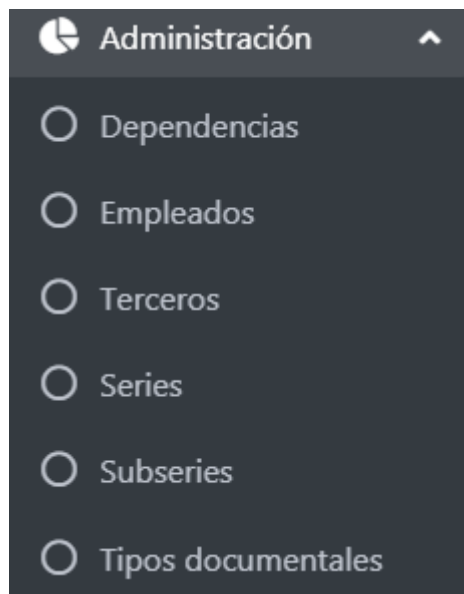 Administración
Dependencias
Empleados
Terceros
Series
Subseries
Tipos documentales